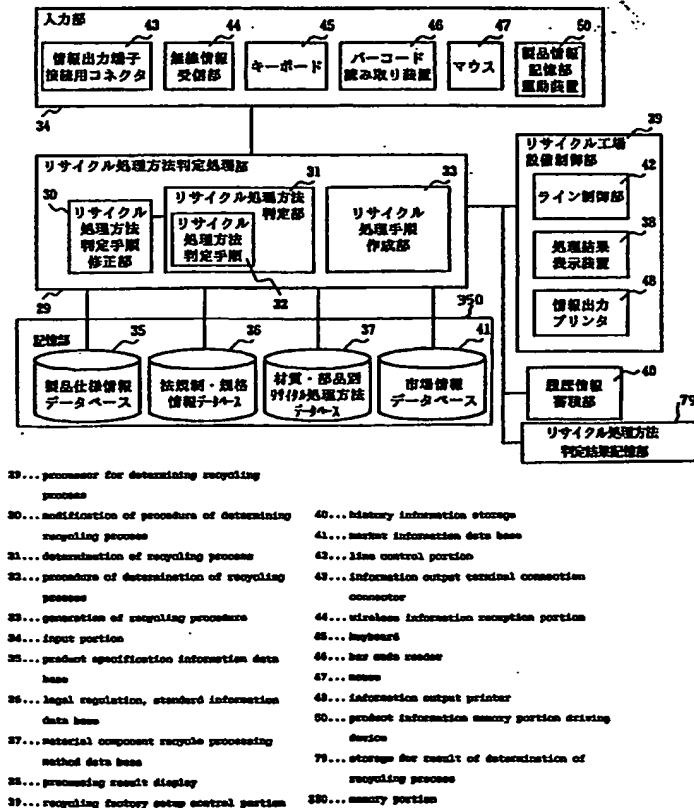 入力部
43
44
45
46
47
50
情報出力端子
接続用コネクタ
無線情報
受信部
キーボード
バーコード
読み取り装置
マウス
製品情報
記憶部
駆動装置
34
リサイクル処理方法判定処理部
30
31
33
リサイクル
処理方法
判定手順
修正部
リサイクル処理方法
判定部
リサイクル
処理方法
判定手順
リサイクル
処理手順
作成部
29
32
39
リサイクル工場
設備制御部
42
ライン制御部
38
処理結果
表示装置
48
情報出力
プリンタ
350
記憶部
35
36
37
41
製品仕様情報
データベース
法規制・規格
情報データベース
材質・部品別
リサイクル処理方法
データベース
市場情報
データベース
40
履歴情報
蓄積部
79
リサイクル処理方法
判定結果記憶部
29...processor for determining recycling
process
30...modification of procedure of determining
recycling process
31...determination of recycling process
32...procedure of determination of recycling
process
33...generation of recycling procedure
34...input portion
35...product specification information data
base
36...legal regulation, standard information
data base
37...material component recycle processing
method data base
38...processing result display
39...recycling factory setup control portion
40...history information storage
41...market information data base
42...line control portion
43...information output terminal connection
connector
44...wireless information reception portion
45...keyboard
46...bar code reader
47...mouse
48...information output printer
50...product information memory portion driving
device
79...storage for result of determination of
recycling process
350...memory portion